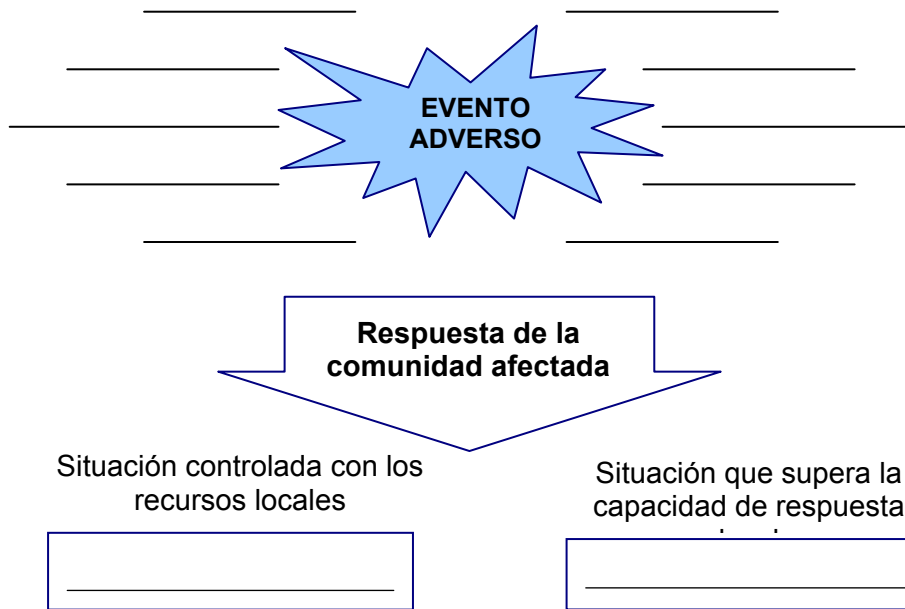 EVENTO
ADVERSO
Respuesta de la
comunidad afectada
Situación controlada con los
recursos locales
Situación que supera la
capacidad de respuesta